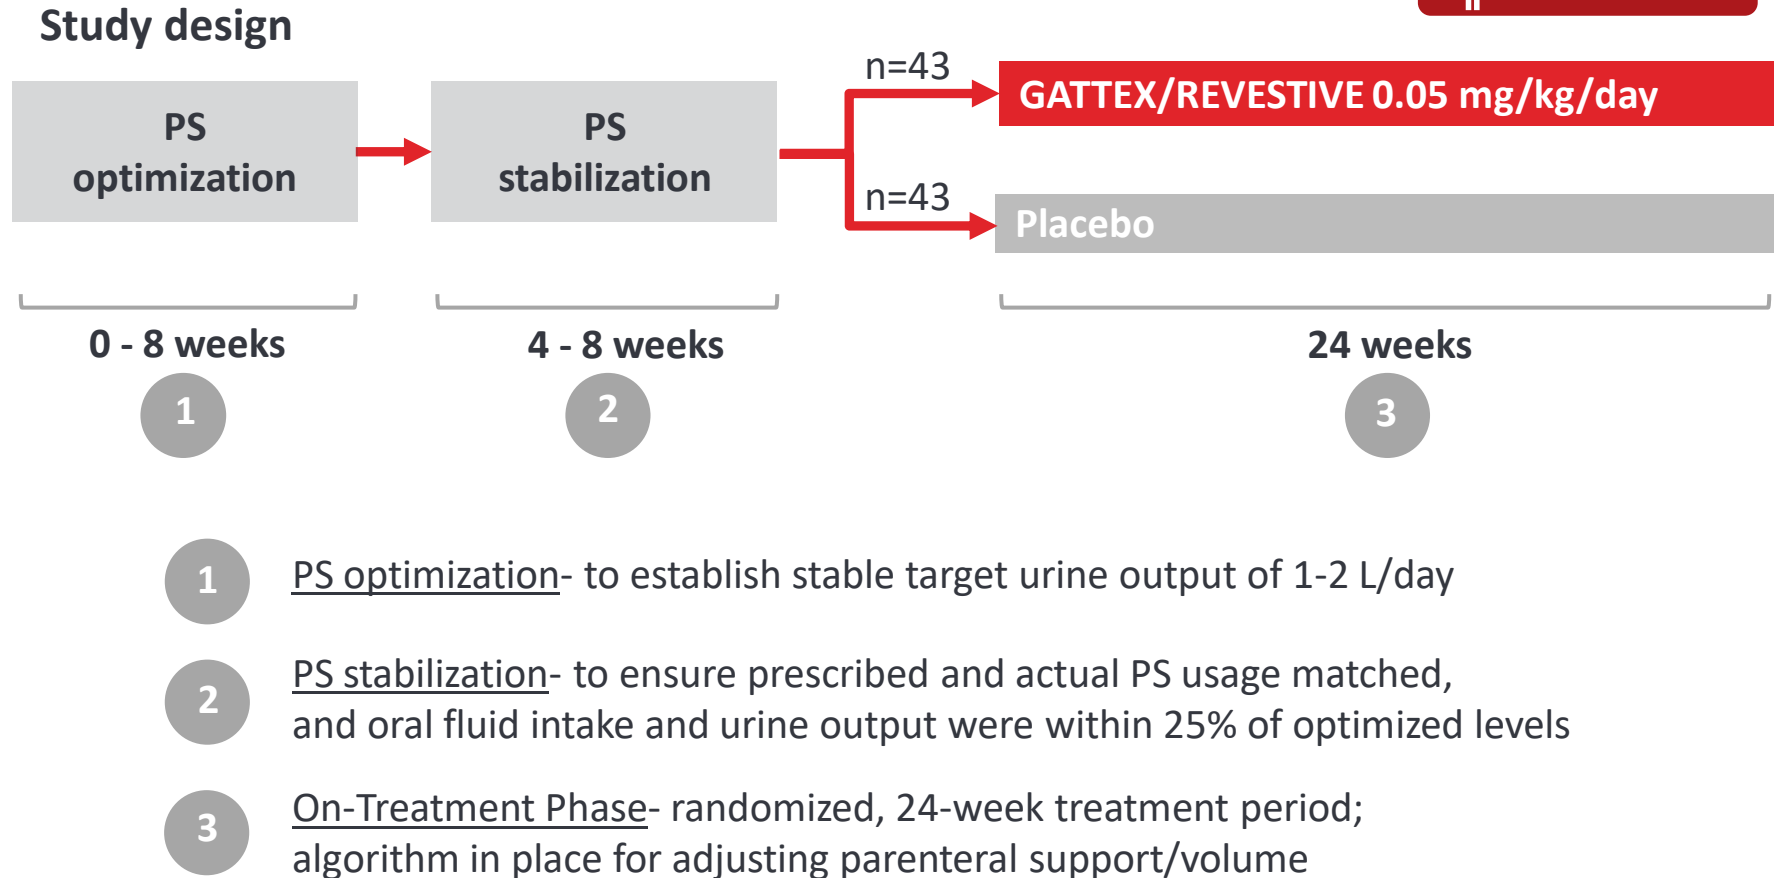 Study design
PS
optimization
PS
stabilization
n=43
GATTEX/REVESTIVE 0.05 mg/kg/day
n=43
Placebo
0 - 8 weeks
4 - 8 weeks
24 weeks
1
2
3
1
PS optimization- to establish stable target urine output of 1-2 L/day
2
PS stabilization- to ensure prescribed and actual PS usage matched,
and oral fluid intake and urine output were within 25% of optimized levels
3
On-Treatment Phase- randomized, 24-week treatment period;
algorithm in place for adjusting parenteral support/volume